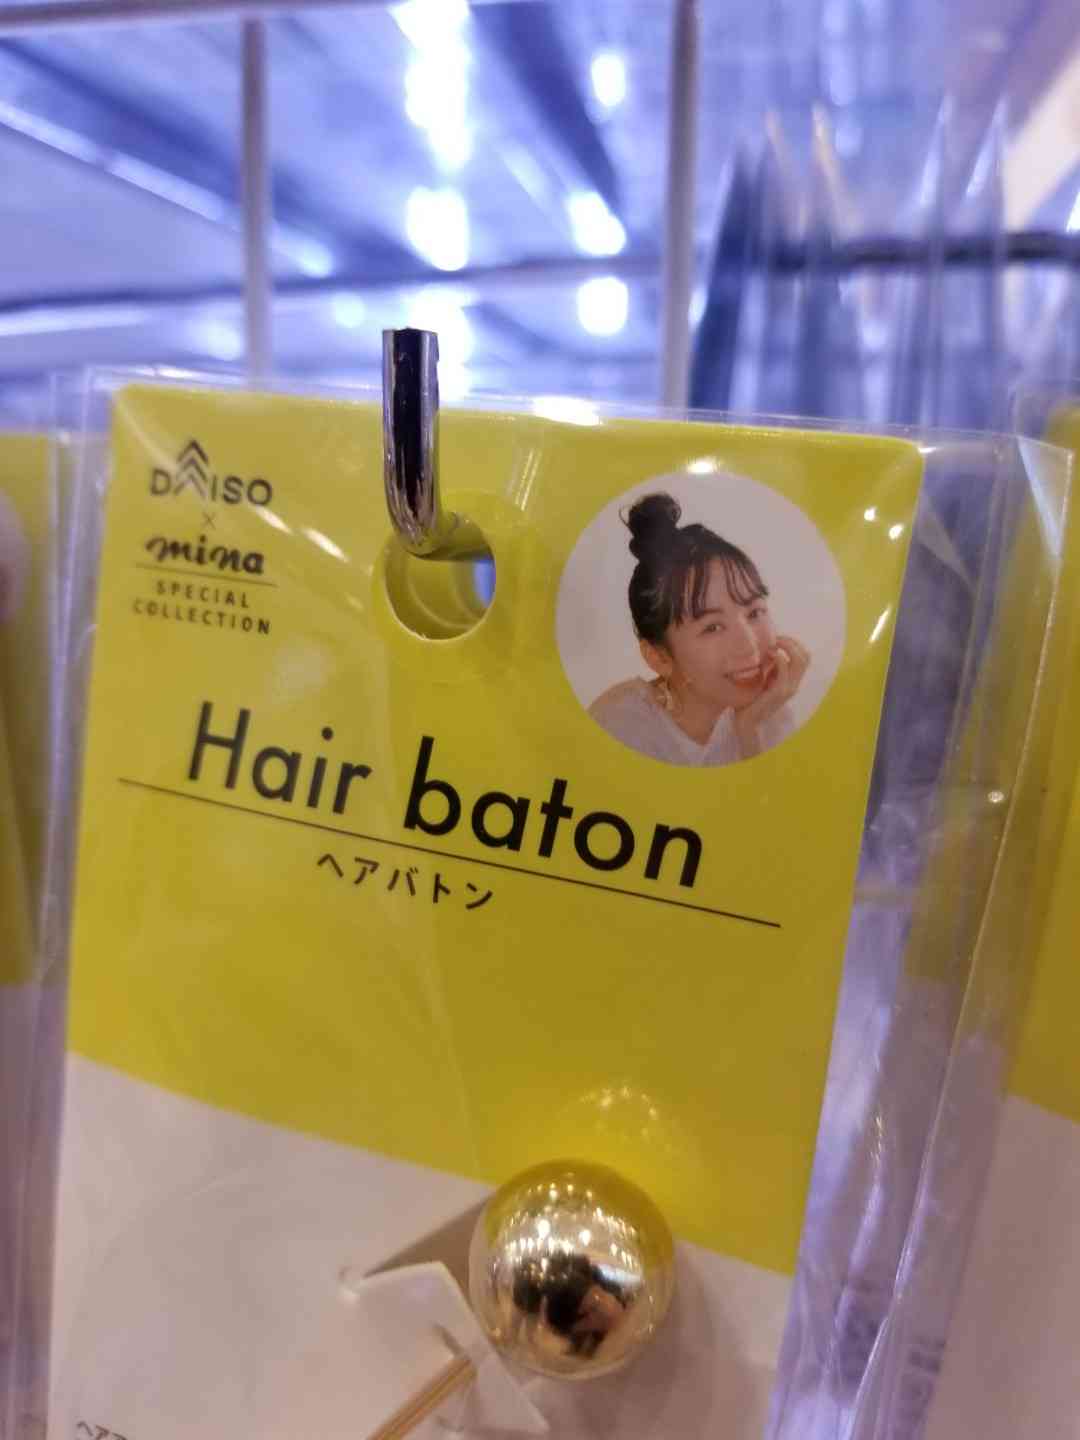 DAISO
×
mina
SPECIAL
COLLECTION
Hair baton
ヘアバトン